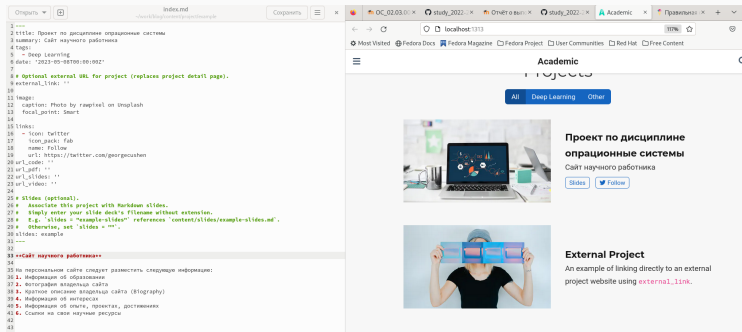 Открыть
index.md
Сохранить
1 ---
2 title: Проект по дисциплине опрационные системы
3 summary: Сайт научного работника
4 tags:
5   - Deep Learning
6 date: '2023-05-08T00:00:00Z'
7
8 # Optional external URL for project (replaces project detail page).
9 external_link: ''
10
11 image:
12   caption: Photo by rawpixel on Unsplash
13   focal_point: Smart
14
15 links:
16   - icon: twitter
17     icon_pack: fab
18     name: Follow
19     url: https://twitter.com/georgecushen
20 url_code: ''
21 url_pdf: ''
22 url_slides: ''
23 url_video: ''
24
25 # Slides (optional).
26 #   Associate this project with Markdown slides.
27 #   Simply enter your slide deck's filename without extension.
28 #   E.g. `slides = "example-slides"` references `content/slides/example-slides.md`.
29 #   Otherwise, set `slides = ""`.
30 slides: example
31 ---
32
33 **Сайт научного работника**
34
35 На персональном сайте следует разместить следующую информацию:
36 1. Информация об образовании
37 2. Фотография владельца сайта
38 3. Краткое описание владельца сайта (Biography)
39 4. Информация об интересах
40 5. Информация об опыте, проектах, достижениях
41 6. Ссылки на свои научные ресурсы
42
43
OC_02.03.00
study_2022-
Отчёт о вып
study_2022-
Academic
Правильная
localhost:1313
117%
Most Visited
Fedora Docs
Fedora Magazine
Fedora Project
User Communities
Red Hat
Free Content
Academic
Projects
All
Deep Learning
Other
Проект по дисциплине
опрационные системы
Сайт научного работника
Slides
Follow
External Project
An example of linking directly to an external
project website using external_link.